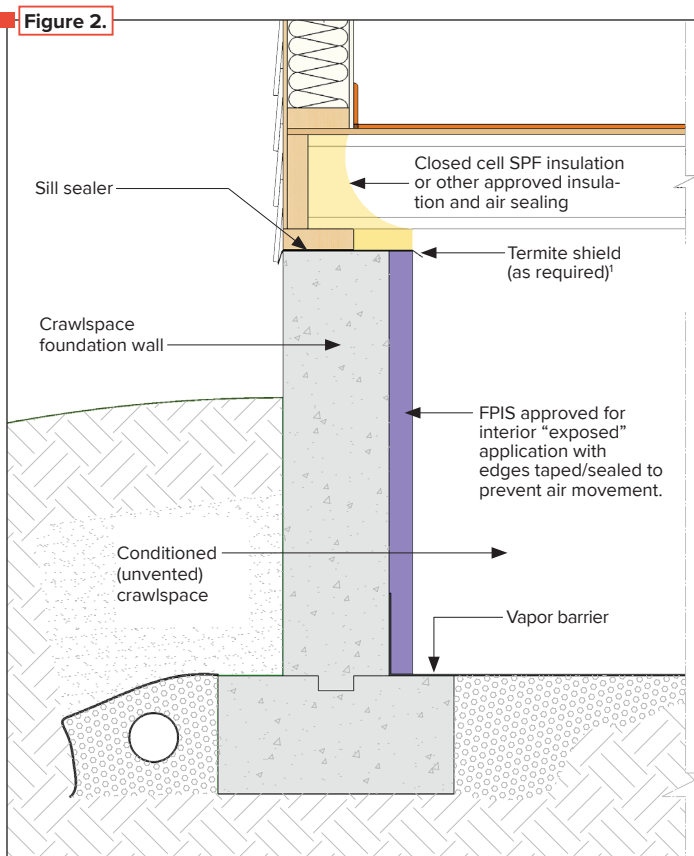 Figure 2.
Closed cell SPF insulation
or other approved insula-
tion and air sealing
Sill sealer
Termite shield
(as required)¹
Crawlspace
foundation wall
FPIS approved for
interior “exposed”
application with
edges taped/sealed to
prevent air movement.
Conditioned
(unvented)
crawlspace
Vapor barrier